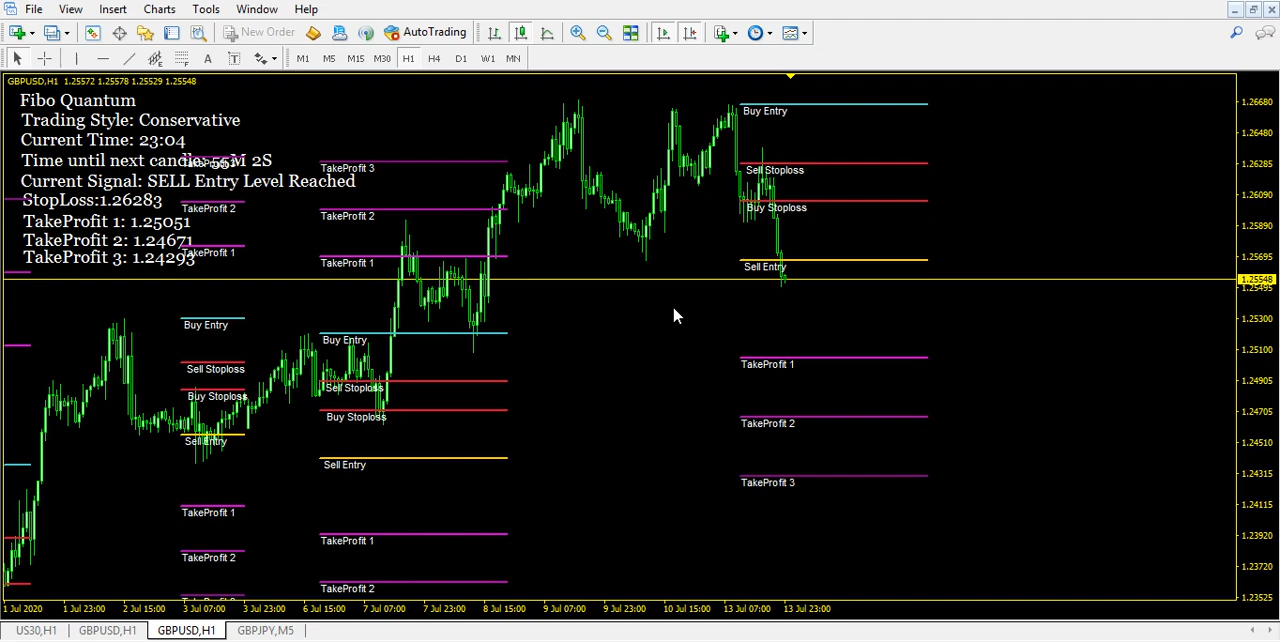 File View Insert Charts Tools Window Help
New Order AutoTrading
M1 M5 M15 M30 H1 H4 D1 W1 MN
GBPUSD,H1 1.25572 1.25578 1.25529 1.25548
Fibo Quantum
Trading Style: Conservative
Current Time: 23:04
Time until next candle: 55M 2S
Current Signal: SELL Entry Level Reached
StopLoss:1.26283
TakeProfit 1: 1.25051
TakeProfit 2: 1.24671
TakeProfit 3: 1.24293
TakeProfit 2
TakeProfit 1
Buy Entry
Sell Stoploss
Buy Stoploss
Sell Entry
TakeProfit 1
TakeProfit 2
TakeProfit 3
TakeProfit 2
TakeProfit 1
Buy Entry
Sell Stoploss
Buy Stoploss
Sell Entry
TakeProfit 1
TakeProfit 2
Buy Entry
Sell Stoploss
Buy Stoploss
Sell Entry
TakeProfit 1
TakeProfit 2
TakeProfit 3
1.26680
1.26480
1.26285
1.26090
1.25890
1.25695
1.25548
1.25495
1.25300
1.25100
1.24905
1.24705
1.24510
1.24315
1.24115
1.23920
1.23720
1.23525
1 Jul 2020 1 Jul 23:00 2 Jul 15:00 3 Jul 07:00 3 Jul 23:00 6 Jul 15:00 7 Jul 07:00 7 Jul 23:00 8 Jul 15:00 9 Jul 07:00 9 Jul 23:00 10 Jul 15:00 13 Jul 07:00 13 Jul 23:00
US30,H1 GBPUSD,H1 GBPUSD,H1 GBPJPY,M5